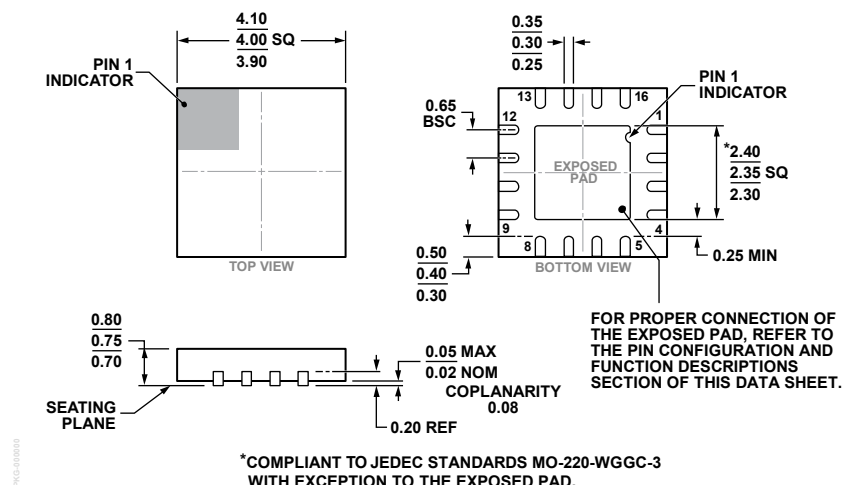 4.10
4.00 SQ
3.90
PIN 1
INDICATOR
TOP VIEW
0.35
0.30
0.25
PIN 1
INDICATOR
0.65
BSC
13
16
12
1
EXPOSED
PAD
*2.40
2.35 SQ
2.30
9
4
8
5
0.50
0.40
0.30
BOTTOM VIEW
0.25 MIN
FOR PROPER CONNECTION OF
THE EXPOSED PAD, REFER TO
THE PIN CONFIGURATION AND
FUNCTION DESCRIPTIONS
SECTION OF THIS DATA SHEET.
0.80
0.75
0.70
SEATING
PLANE
0.05 MAX
0.02 NOM
COPLANARITY
0.08
0.20 REF
PKG-000000
*COMPLIANT TO JEDEC STANDARDS MO-220-WGGC-3
WITH EXCEPTION TO THE EXPOSED PAD.